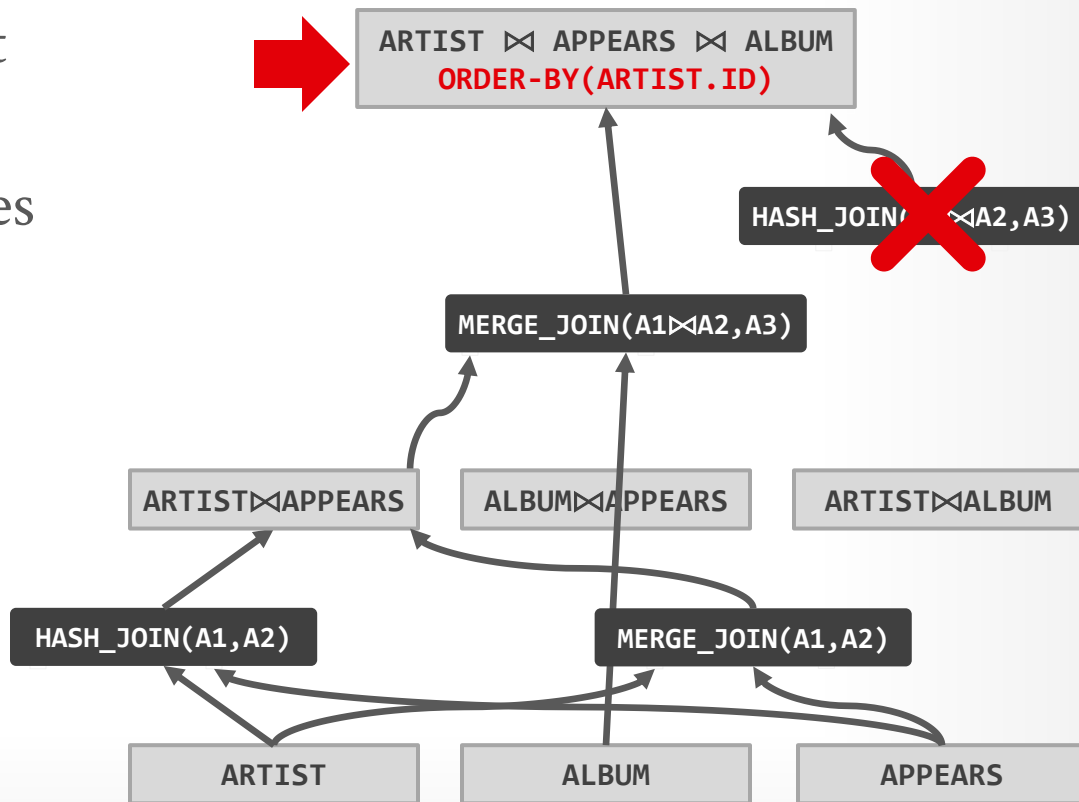 t
es
ARTIST ⋈ APPEARS ⋈ ALBUM
ORDER-BY(ARTIST.ID)
HASH_JOIN( ⋈A2,A3)
MERGE_JOIN(A1⋈A2,A3)
ARTIST⋈APPEARS
ALBUM⋈APPEARS
ARTIST⋈ALBUM
HASH_JOIN(A1,A2)
MERGE_JOIN(A1,A2)
ARTIST
ALBUM
APPEARS